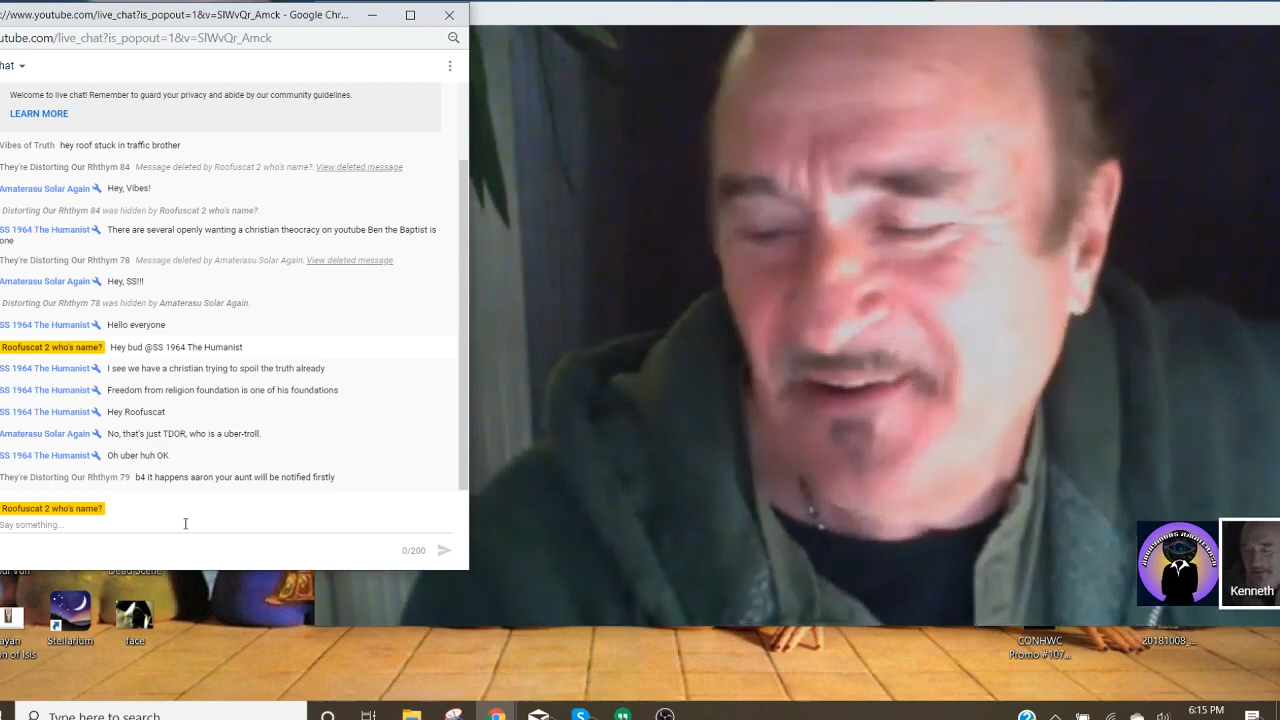 ://www.youtube.com/live_chat?is_popout=1&v=SlWvQr_Amck - Google Chr...
utube.com/live_chat?is_popout=1&v=SlWvQr_Amck
hat
Welcome to live chat! Remember to guard your privacy and abide by our community guidelines.
LEARN MORE
Vibes of Truth hey roof stuck in traffic brother
They're Distorting Our Rhthym 84 Message deleted by Roofuscat 2 who's name?. View deleted message
Amaterasu Solar Again Hey, Vibes!
Distorting Our Rhthym 84 was hidden by Roofuscat 2 who's name?.
SS 1964 The Humanist There are several openly wanting a christian theocracy on youtube Ben the Baptist is
one
They're Distorting Our Rhthym 78 Message deleted by Amaterasu Solar Again. View deleted message
Amaterasu Solar Again Hey, SS!!!
Distorting Our Rhthym 78 was hidden by Amaterasu Solar Again.
SS 1964 The Humanist Hello everyone
Roofuscat 2 who's name? Hey bud @SS 1964 The Humanist
SS 1964 The Humanist I see we have a christian trying to spoil the truth already
SS 1964 The Humanist Freedom from religion foundation is one of his foundations
SS 1964 The Humanist Hey Roofuscat
Amaterasu Solar Again No, that's just TDOR, who is a uber-troll.
SS 1964 The Humanist Oh uber huh OK
They're Distorting Our Rhthym 79 b4 it happens aaron your aunt will be notified firstly
Roofuscat 2 who's name?
Say something...
0/200
Dead Scene
Kenneth
ayan
on of Isis
Stellarium
face
CONHWC
Promo #107...
20181008_...
Type here to search
6:15 PM